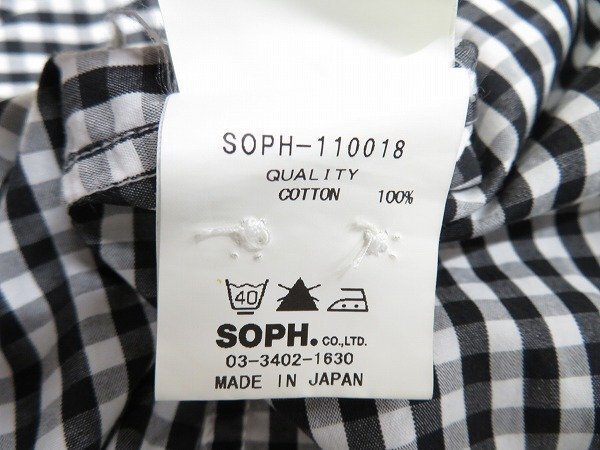 SOPH-110018
QUALITY
COTTON 100%
40
SOPH. CO.,LTD.
03-3402-1630
MADE IN JAPAN